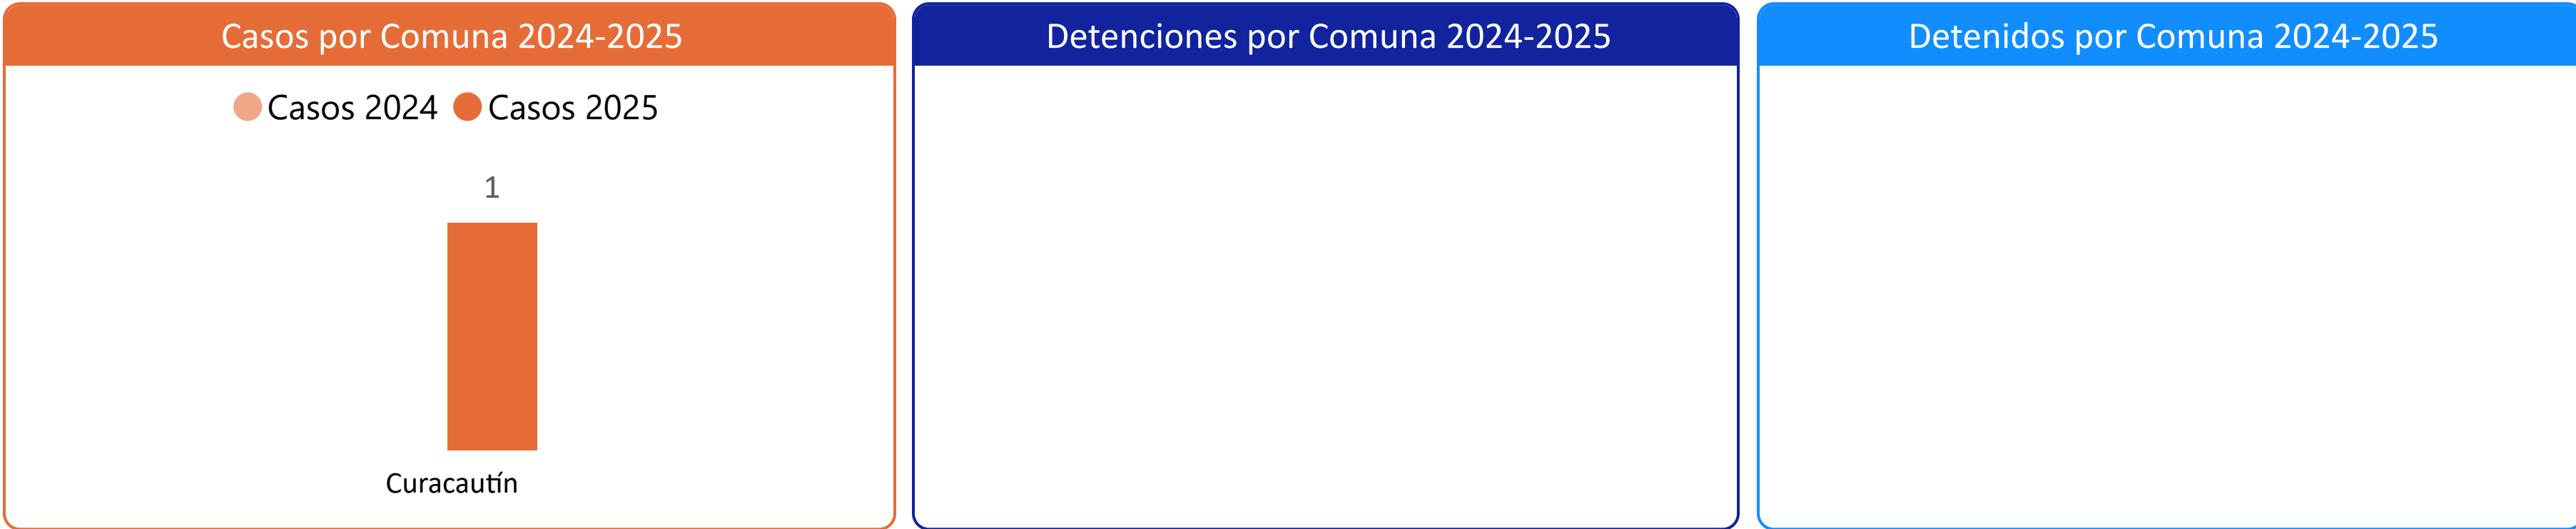 Casos por Comuna 2024-2025
Casos 2024 Casos 2025
1
Curacautín
Detenciones por Comuna 2024-2025
Detenidos por Comuna 2024-2025